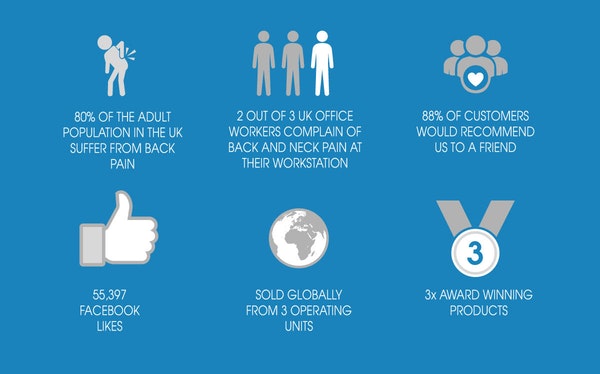 80% OF THE ADULT
POPULATION IN THE UK
SUFFER FROM BACK
PAIN
2 OUT OF 3 UK OFFICE
WORKERS COMPLAIN OF
BACK AND NECK PAIN AT
THEIR WORKSTATION
88% OF CUSTOMERS
WOULD RECOMMEND
US TO A FRIEND
55,397
FACEBOOK
LIKES
SOLD GLOBALLY
FROM 3 OPERATING
UNITS
3
3x AWARD WINNING
PRODUCTS